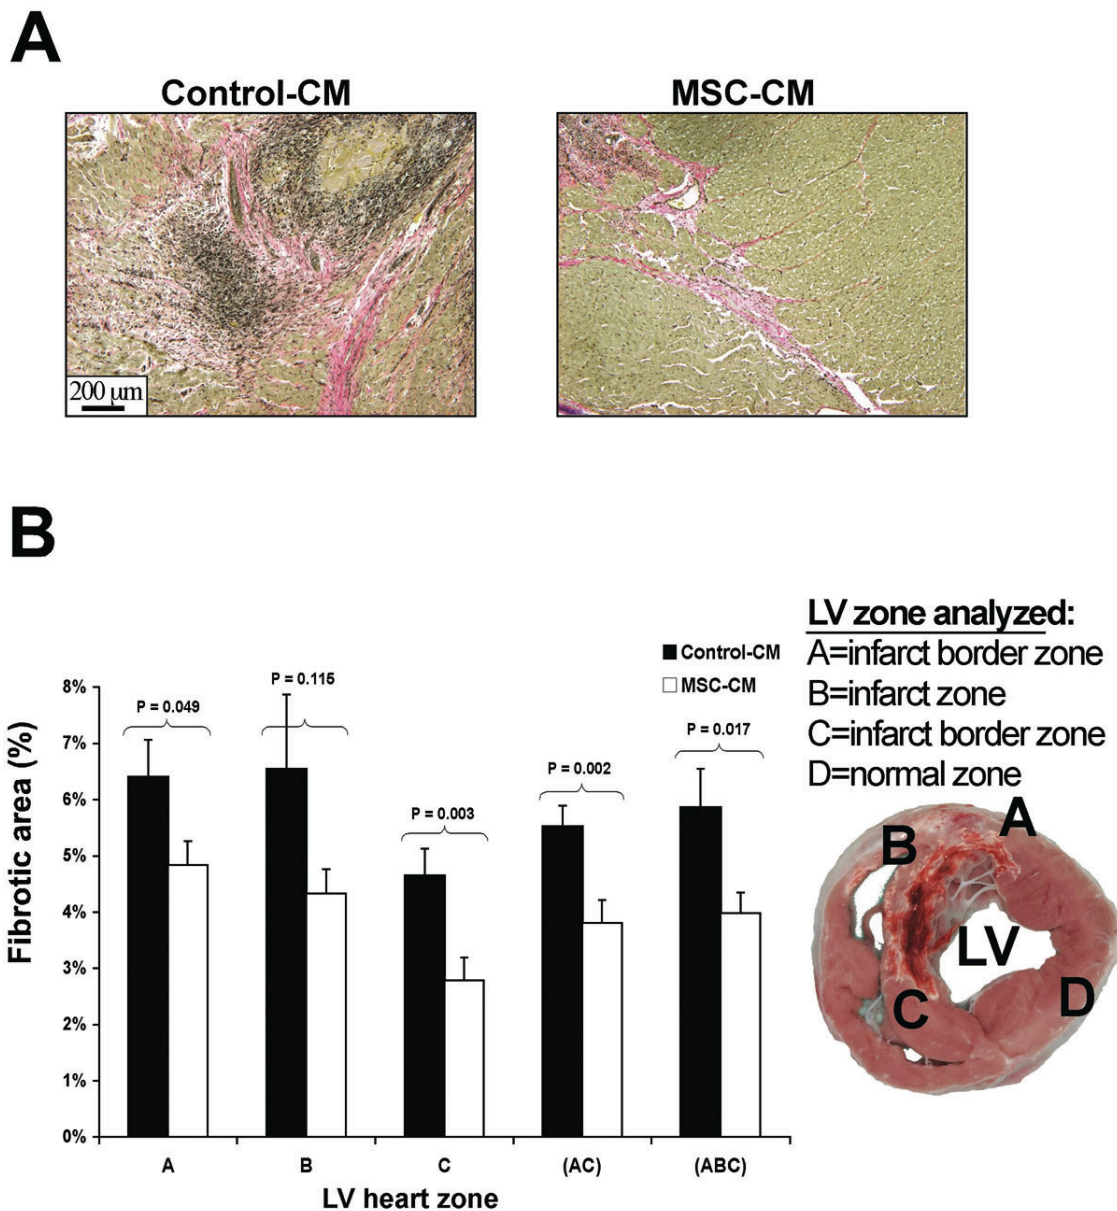 A
Control-CM
MSC-CM
200 µm
B
LV zone analyzed:
A=infarct border zone
B=infarct zone
C=infarct border zone
D=normal zone
Control-CM
MSC-CM
Fibrotic area (%)
8%
7%
6%
5%
4%
3%
2%
1%
0%
P = 0.049
P = 0.115
P = 0.003
P = 0.002
P = 0.017
A
B
C
(AC)
(ABC)
LV heart zone
A
B
LV
C
D